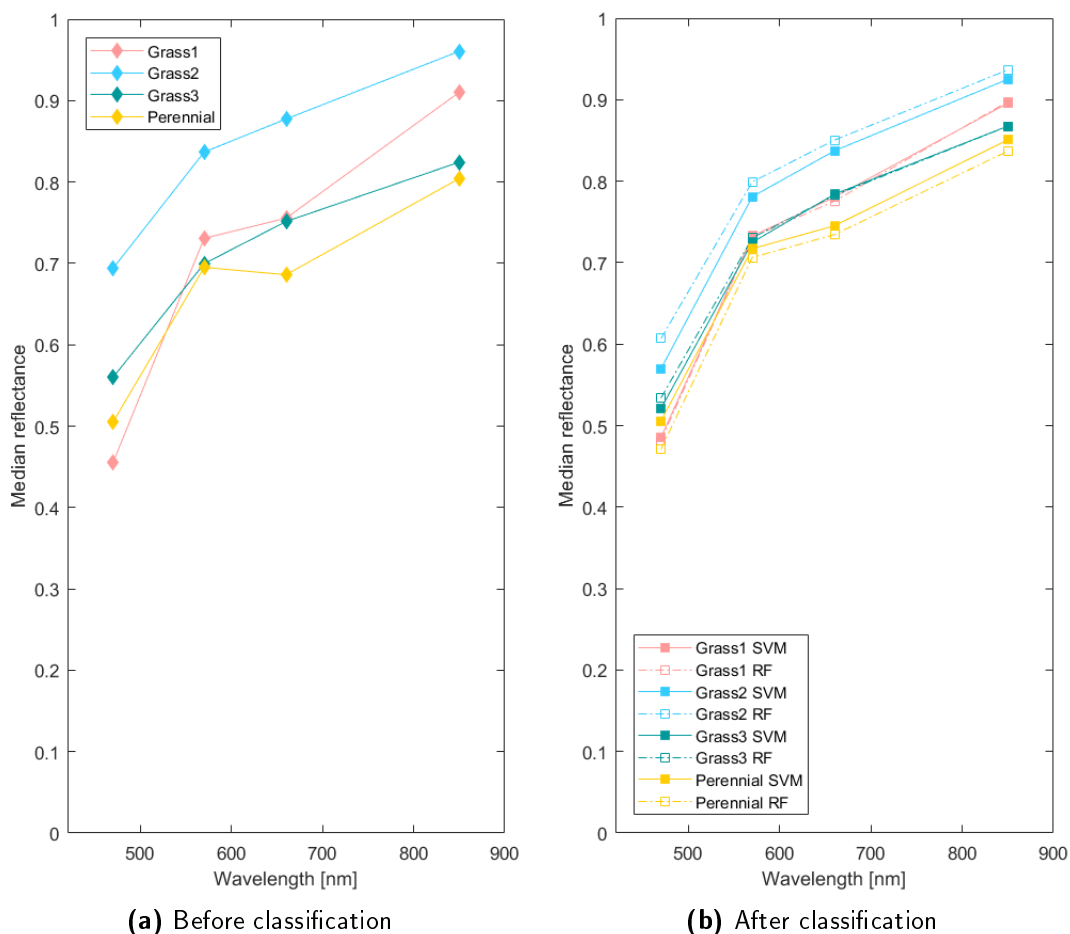 1
0.9
0.8
0.7
0.6
0.5
0.4
0.3
0.2
0.1
0
Median reflectance
Grass1
Grass2
Grass3
Perennial
500 600 700 800 900
Wavelength [nm]
(a) Before classification
1
0.9
0.8
0.7
0.6
0.5
0.4
0.3
0.2
0.1
0
Median reflectance
Grass1 SVM
Grass1 RF
Grass2 SVM
Grass2 RF
Grass3 SVM
Grass3 RF
Perennial SVM
Perennial RF
500 600 700 800 900
Wavelength [nm]
(b) After classification